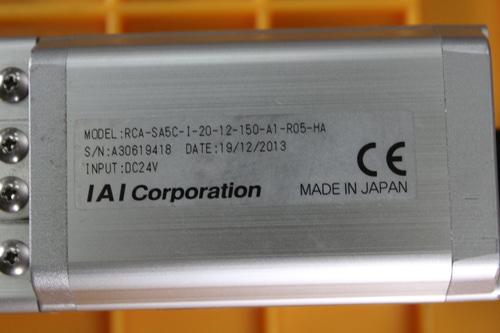 MODEL:RCA-SA5C-I-20-12-150-A1-R05-HA
S/N:A30619418 DATE:19/12/2013
INPUT:DC24V
CE
IAI Corporation MADE IN JAPAN